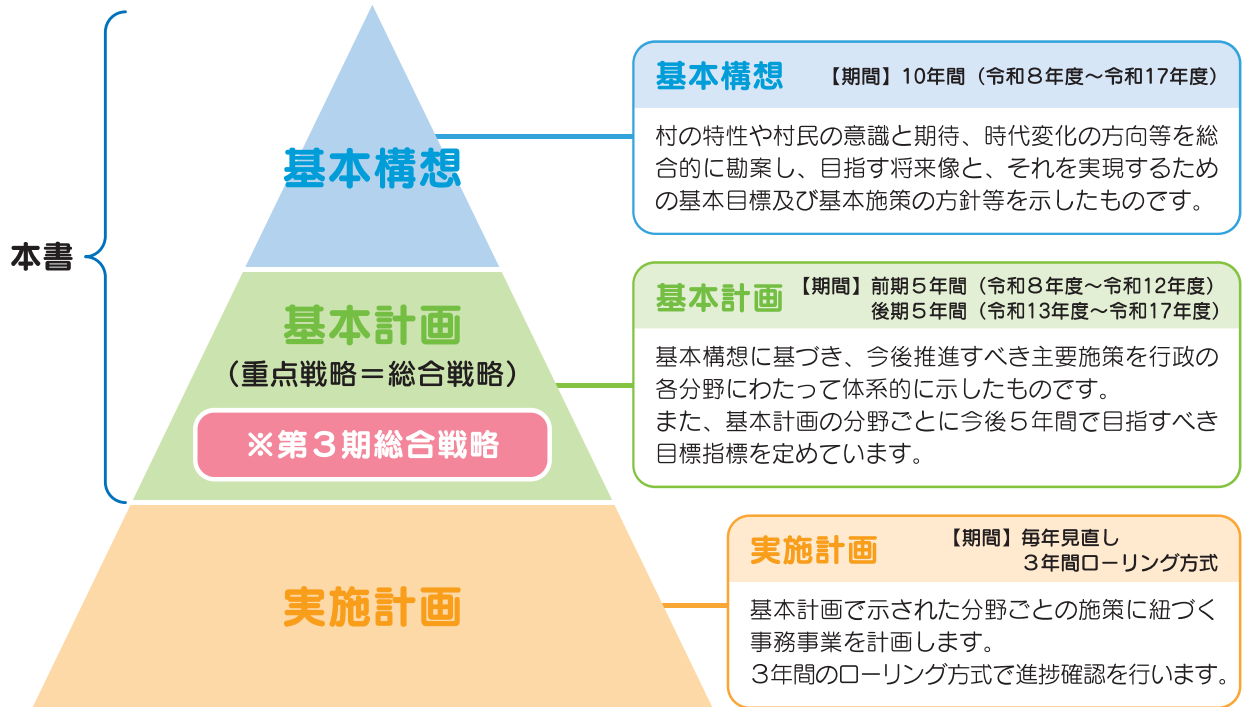 本書
基本構想
基本計画
（重点戦略＝総合戦略）
※第３期総合戦略
実施計画
基本構想 【期間】10年間（令和８年度～令和17年度）
村の特性や村民の意識と期待、時代変化の方向等を総
合的に勘案し、目指す将来像と、それを実現するため
の基本目標及び基本施策の方針等を示したものです。
基本計画 【期間】前期５年間（令和８年度～令和12年度）
後期５年間（令和13年度～令和17年度）
基本構想に基づき、今後推進すべき主要施策を行政の
各分野にわたって体系的に示したものです。
また、基本計画の分野ごとに今後５年間で目指すべき
目標指標を定めています。
実施計画 【期間】毎年見直し
３年間ローリング方式
基本計画で示された分野ごとの施策に紐づく
事務事業を計画します。
３年間のローリング方式で進捗確認を行います。